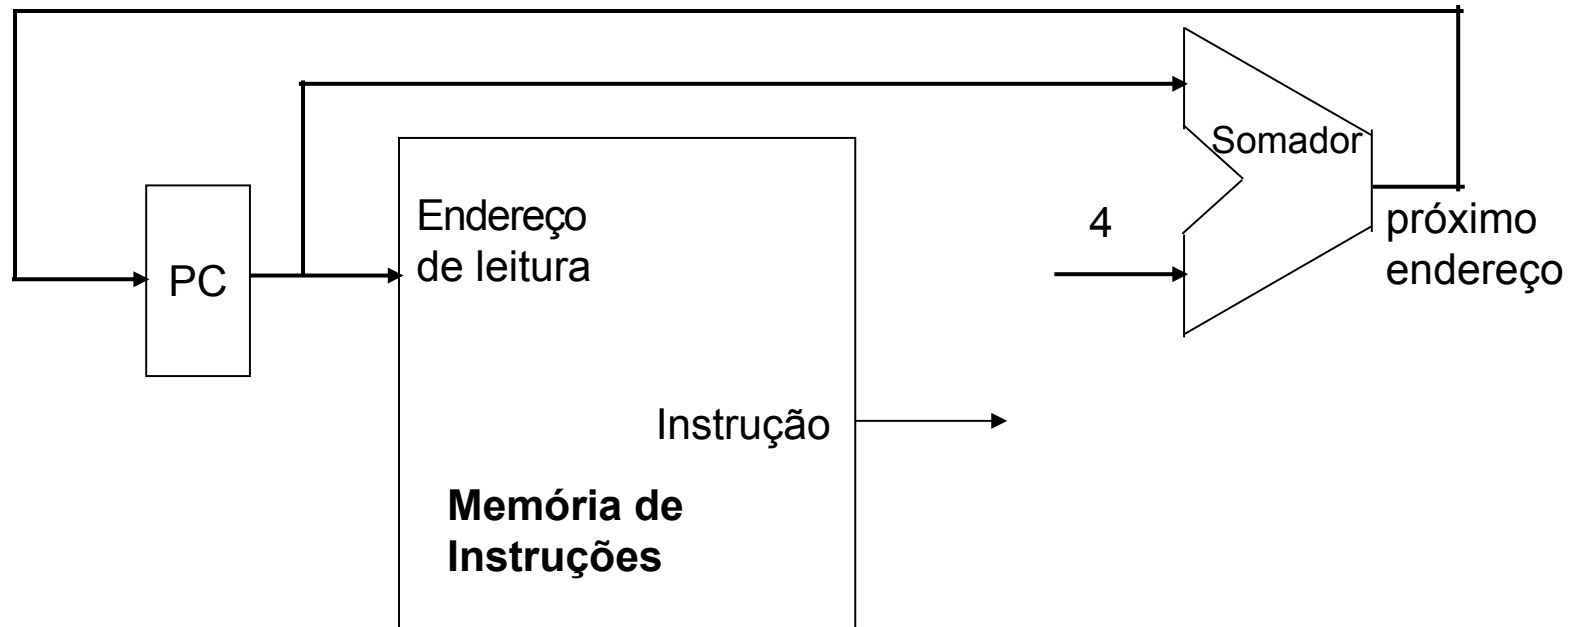 Somador
Endereço
de leitura
4
próximo
endereço
PC
Instrução
Memória de
Instruções